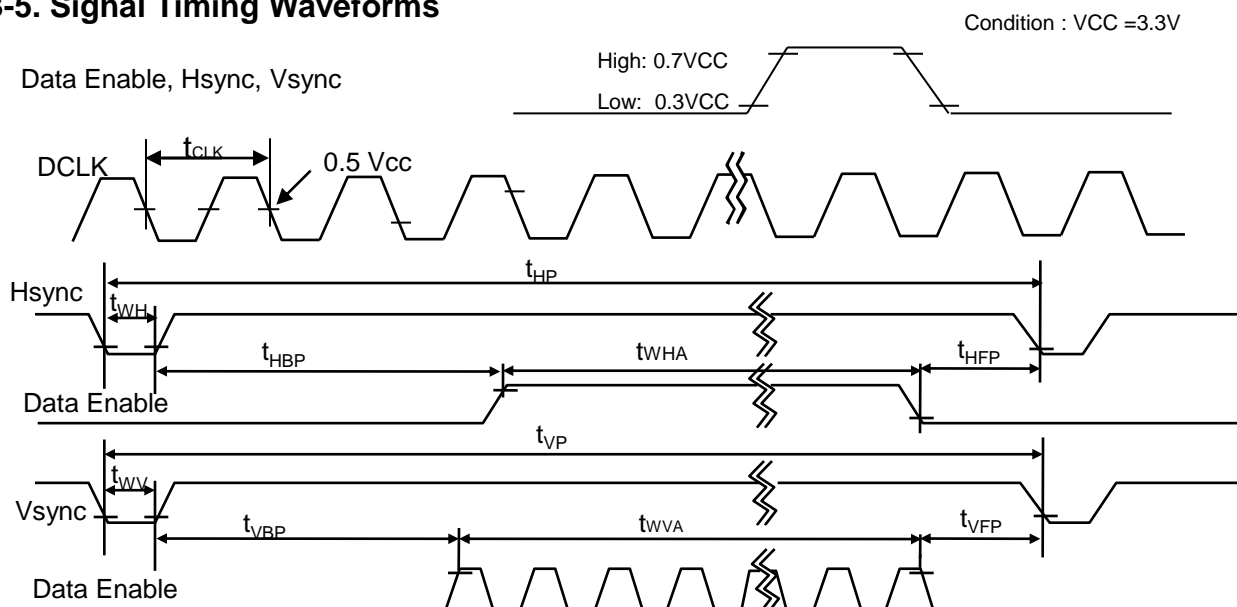 3-5. Signal Timing Waveforms
Condition : VCC =3.3V
High: 0.7VCC
Data Enable, Hsync, Vsync
Low: 0.3VCC
tCLK
0.5 Vcc
DCLK
tHP
Hsync
tWH
tHBP
tWHA
tHFP
Data Enable
tVP
tWV
Vsync
tVBP
tWVA
tVFP
Data Enable